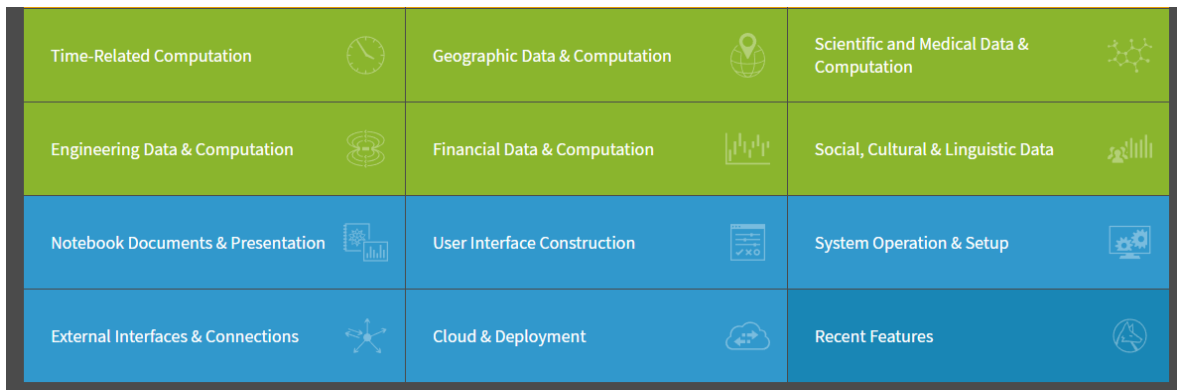 Time-Related Computation
Geographic Data & Computation
Scientific and Medical Data &
Computation
Engineering Data & Computation
Financial Data & Computation
Social, Cultural & Linguistic Data
Notebook Documents & Presentation
User Interface Construction
System Operation & Setup
External Interfaces & Connections
Cloud & Deployment
Recent Features